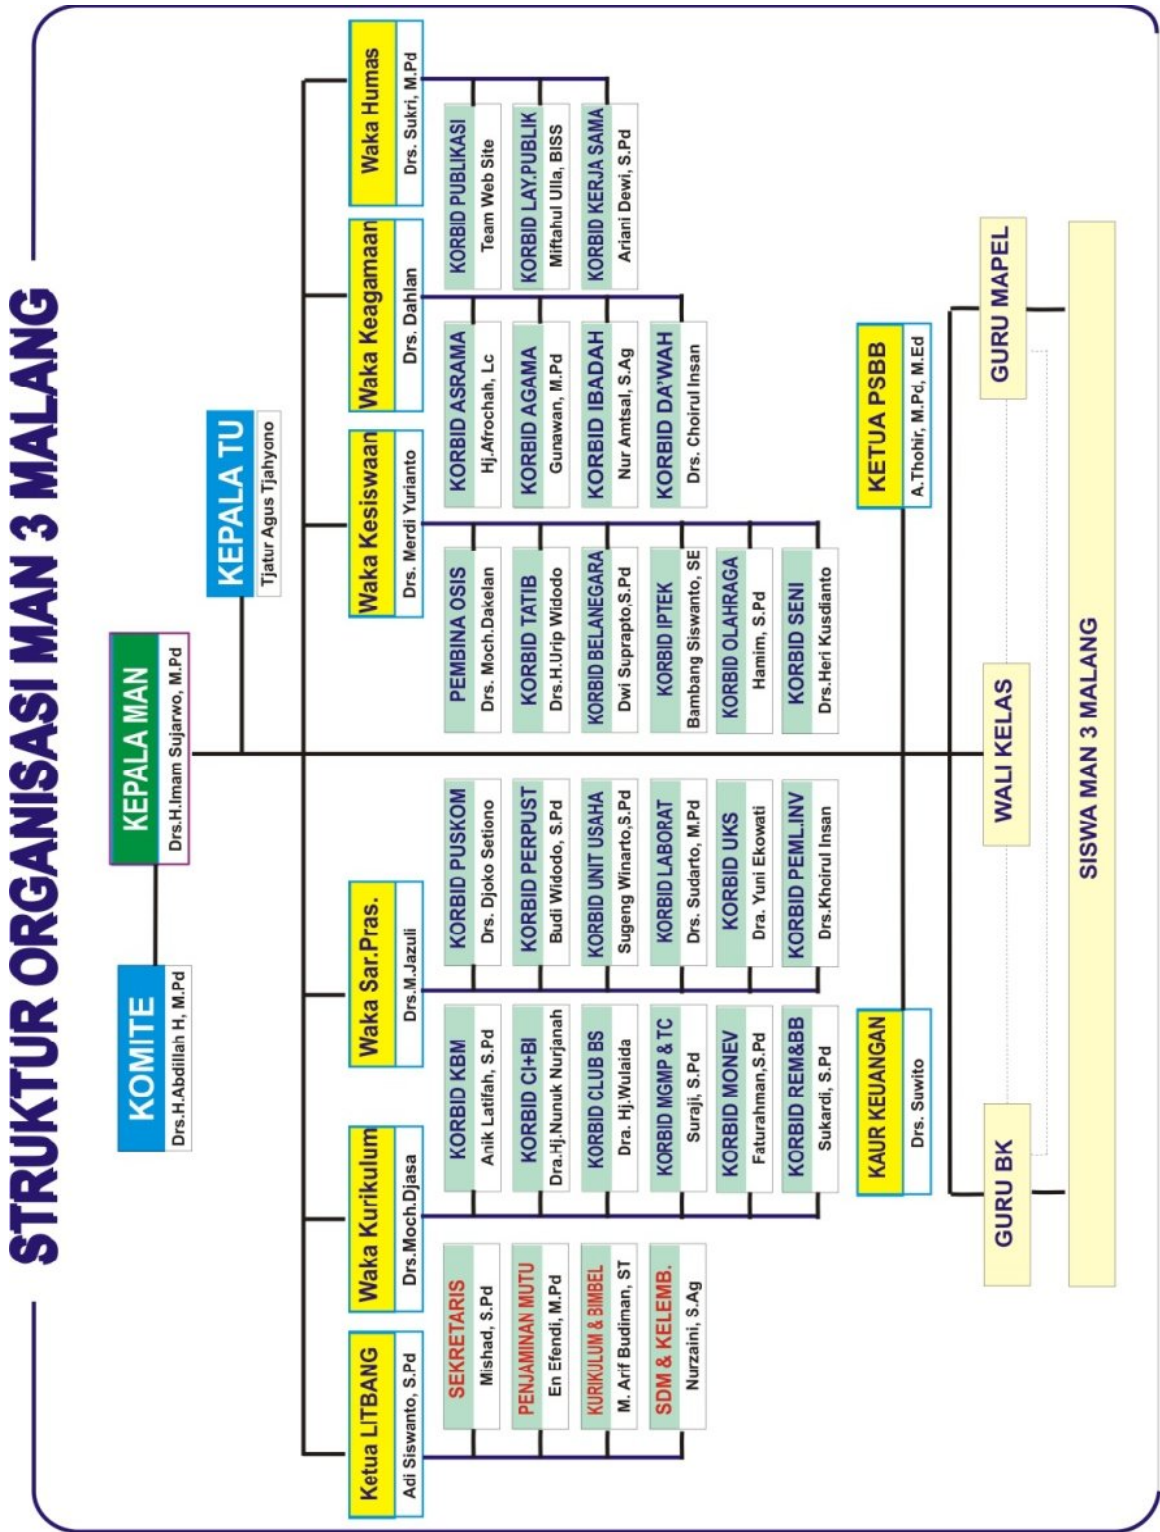 STRUKTUR ORGANISASI MAN 3 MALANG
KOMITE
Drs.H.Abdillah H, M.Pd
KEPALA MAN
Drs.H.Imam Sujarwo, M.Pd
KEPALA TU
Tjatur Agus Tjahyono
Ketua LITBANG
Adi Siswanto, S.Pd
SEKRETARIS
Mishad, S.Pd
PENJAMINAN MUTU
En Efendi, M.Pd
KURIKULUM & BIMBEL
M. Arif Budiman, ST
SDM & KELEMB.
Nurzaini, S.Ag
Waka Kurikulum
Drs.Moch.Djasa
KORBID KBM
Anik Latifah, S.Pd
KORBID CI+BI
Dra.Hj.Nunuk Nurjanah
KORBID CLUB BS
Dra. Hj.Wulaida
KORBID MGMP & TC
Suraji, S.Pd
KORBID MONEV
Faturahman,S.Pd
KORBID REM&BB
Sukardi, S.Pd
Waka Sar.Pras.
Drs.M.Jazuli
KORBID PUSKOM
Drs. Djoko Setiono
KORBID PERPUST
Budi Widodo, S.Pd
KORBID UNIT USAHA
Sugeng Winarto,S.Pd
KORBID LABORAT
Drs. Sudarto, M.Pd
KORBID UKS
Dra. Yuni Ekowati
KORBID PEML.INV
Drs.Khoirul Insan
Waka Kesiswaan
Drs. Merdi Yurianto
PEMBINA OSIS
Drs. Moch.Dakelan
KORBID TATIB
Drs.H.Urip Widodo
KORBID BELANEGARA
Dwi Suprapto,S.Pd
KORBID IPTEK
Bambang Siswanto, SE
KORBID OLAHRAGA
Hamim, S.Pd
KORBID SENI
Drs.Heri Kusdianto
Waka Keagamaan
Drs. Dahlan
KORBID ASRAMA
Hj.Afrochah, Lc
KORBID AGAMA
Gunawan, M.Pd
KORBID IBADAH
Nur Amtsal, S.Ag
KORBID DA'WAH
Drs. Choirul Insan
Waka Humas
Drs. Sukri, M.Pd
KORBID PUBLIKASI
Team Web Site
KORBID LAY.PUBLIK
Miftahul Ulla, BISS
KORBID KERJA SAMA
Ariani Dewi, S.Pd
KAUR KEUANGAN
Drs. Suwito
KETUA PSBB
A.Thohir, M.Pd, M.Ed
GURU BK
WALI KELAS
GURU MAPEL
SISWA MAN 3 MALANG